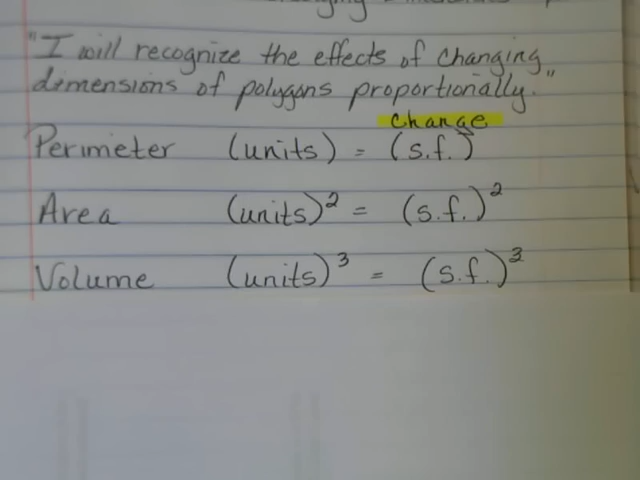 "I will recognize the effects of changing
dimensions of polygons proportionally."
change
Perimeter (units) = (s.f.)
Area (units)² = (s.f.)²
Volume (units)³ = (s.f.)³